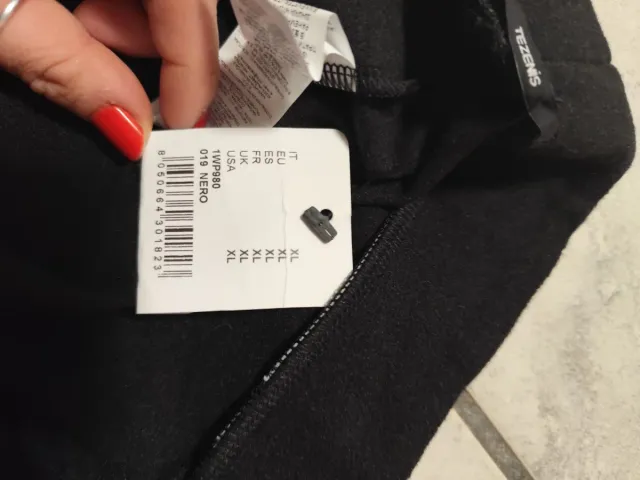 TEZENIS
IT XL
EU XL
ES XL
FR XL
UK XL
USA XL
1WP980
019 NERO
8050664301823